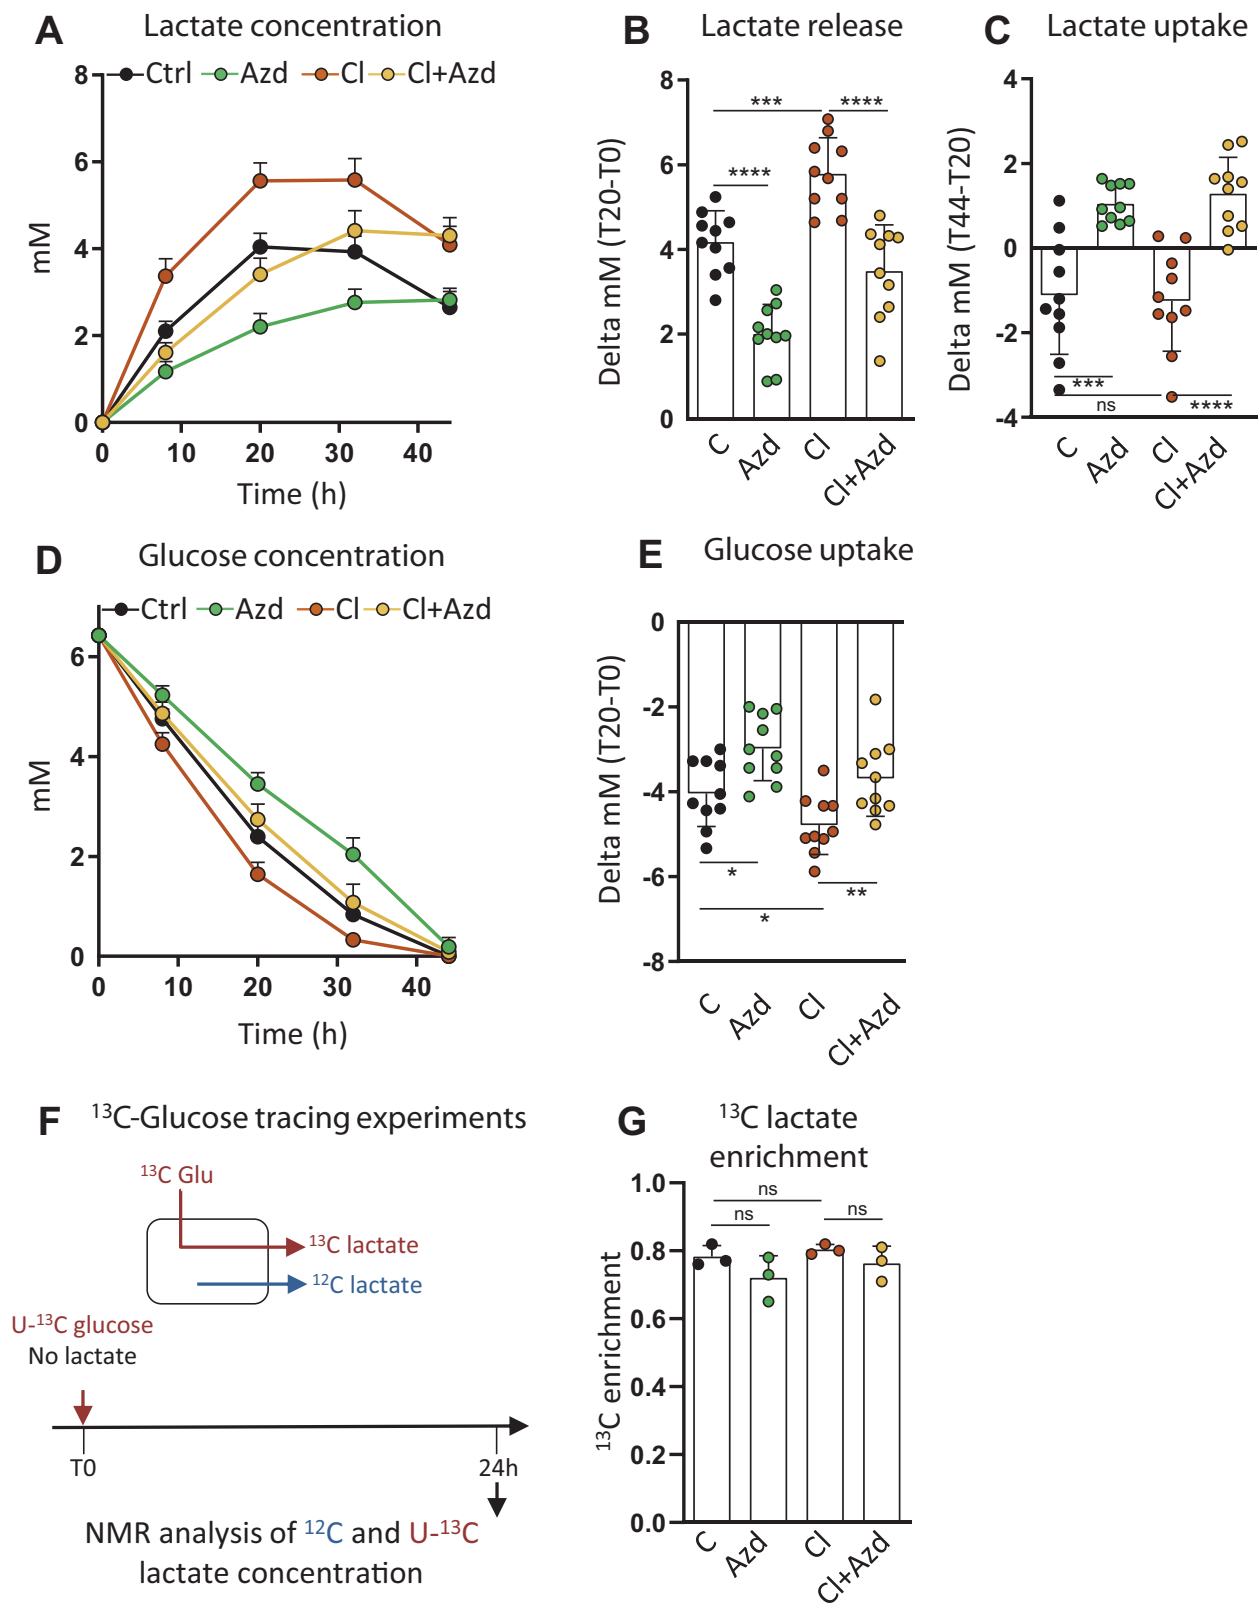 A Lactate concentration
Ctrl Azd Cl Cl+Azd
8
6
4
2
0
mM
0 10 20 30 40
Time (h)
B Lactate release
8
6
4
2
0
Delta mM (T20-T0)
*** ****
****
C Azd Cl Cl+Azd
C Lactate uptake
4
2
0
-2
-4
Delta mM (T44-T20)
***
ns ****
C Azd Cl Cl+Azd
D Glucose concentration
Ctrl Azd Cl Cl+Azd
6
4
2
0
mM
0 10 20 30 40
Time (h)
E Glucose uptake
0
-2
-4
-6
-8
Delta mM (T20-T0)
*
**
*
C Azd Cl Cl+Azd
F ¹³C-Glucose tracing experiments
¹³C Glu
¹³C lactate
¹²C lactate
U-¹³C glucose
No lactate
T0 24h
NMR analysis of ¹²C and U-¹³C
lactate concentration
G ¹³C lactate
enrichment
1.0
0.8
0.6
0.4
0.2
0.0
¹³C enrichment
ns
ns ns
C Azd Cl Cl+Azd